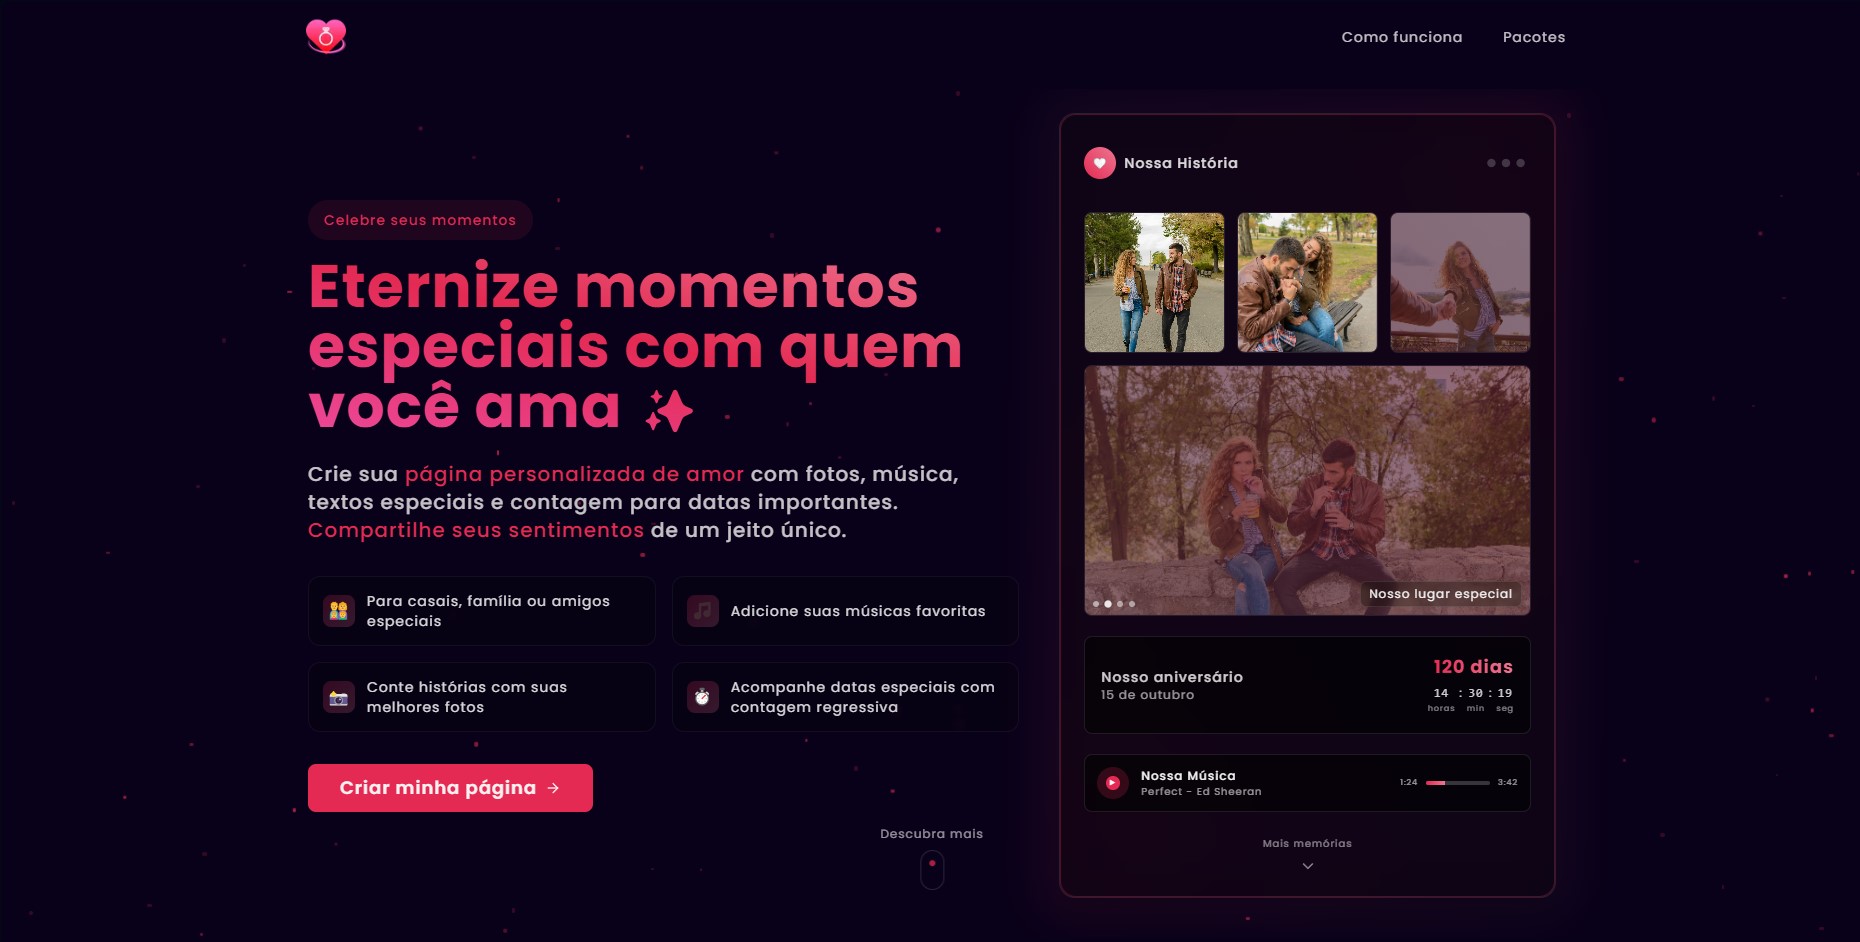 Como funciona
Pacotes
Celebre seus momentos
Eternize momentos
especiais com quem
você ama
Crie sua página personalizada de amor com fotos, música,
textos especiais e contagem para datas importantes.
Compartilhe seus sentimentos de um jeito único.
Para casais, família ou amigos
especiais
Adicione suas músicas favoritas
Conte histórias com suas
melhores fotos
Acompanhe datas especiais com
contagem regressiva
Criar minha página →
Descubra mais
Nossa História
Nosso lugar especial
Nosso aniversário
15 de outubro
120 dias
14 : 30 : 19
horas min seg
Nossa Música
Perfect - Ed Sheeran
1:24
3:42
Mais memórias